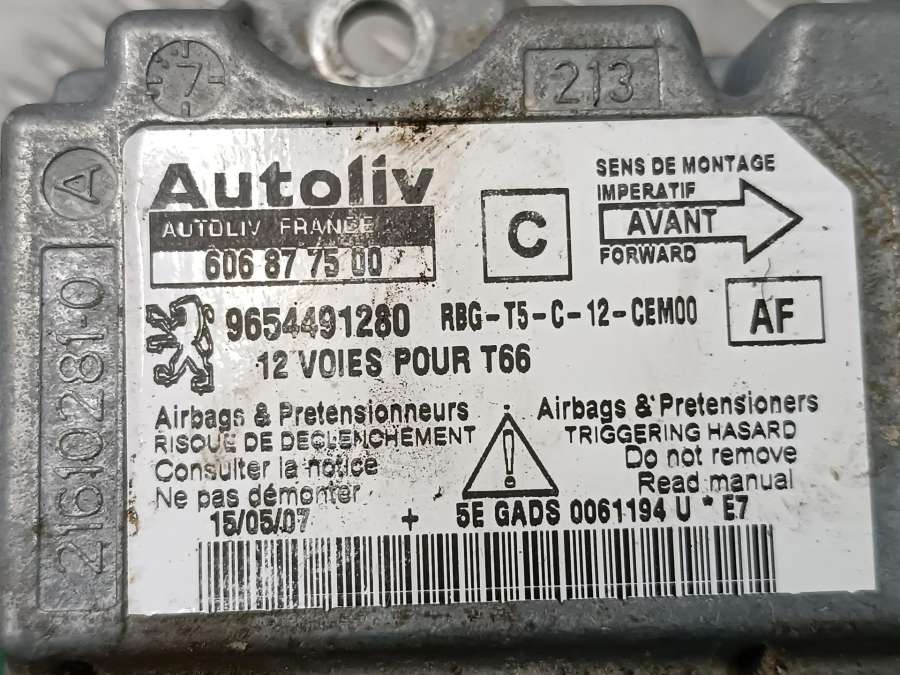 7
213
A
21610281-0
Autoliv
AUTOLIV FRANCE
606 87 75 00
C
SENS DE MONTAGE
IMPERATIF
AVANT
FORWARD
9654491280 RBG-T5-C-12-CEM00
12 VOIES POUR T66
AF
Airbags & Pretensionneurs
RISQUE DE DECLENCHEMENT
Consulter la notice
Ne pas démonter
Airbags & Pretensioners
TRIGGERING HASARD
Do not remove
Read manual
15/05/07 + 5E GADS 0061194 U * E7